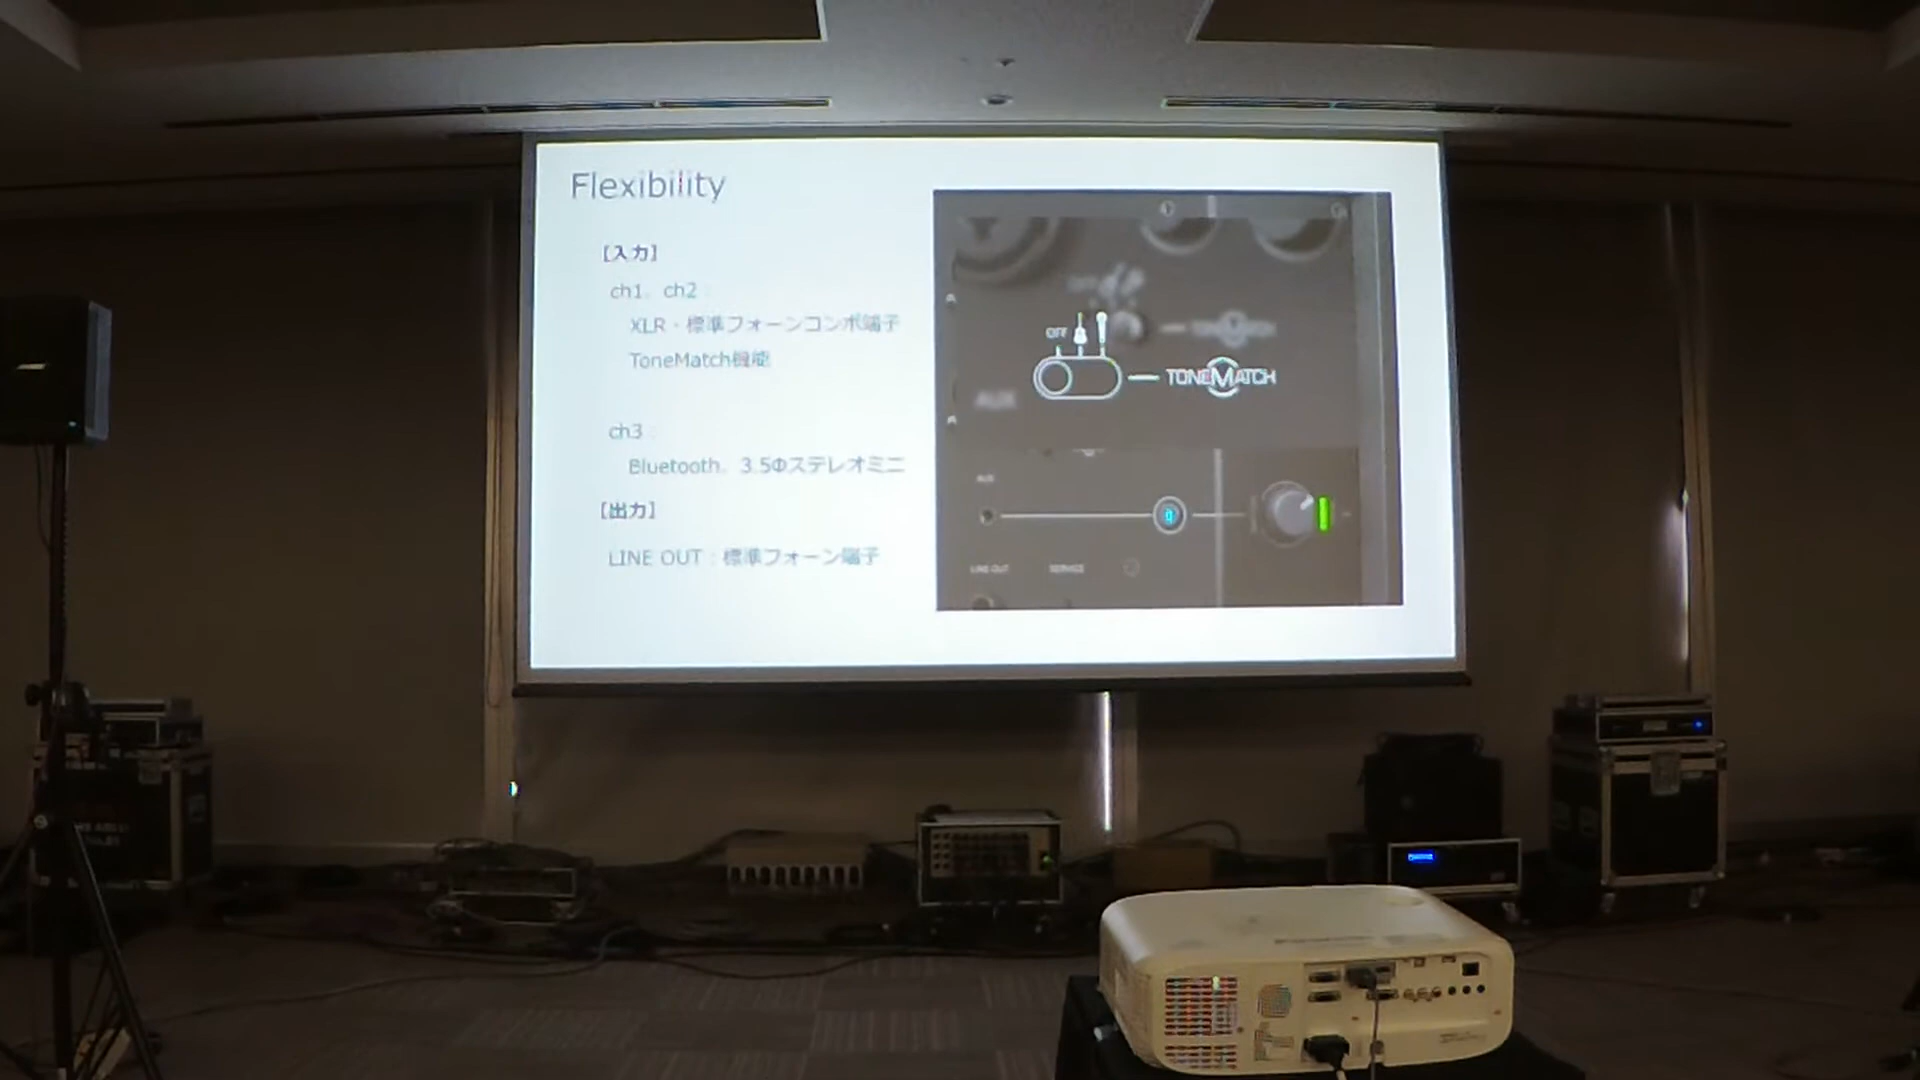 Flexibility
[入力]
ch1、ch2：
XLR・標準フォーンコンボ端子
ToneMatch機能
ch3：
Bluetooth、3.5Φステレオミニ
[出力]
LINE OUT：標準フォーン端子
OFF
TONEMATCH
AUX
AUX
LINE OUT
SERVICE